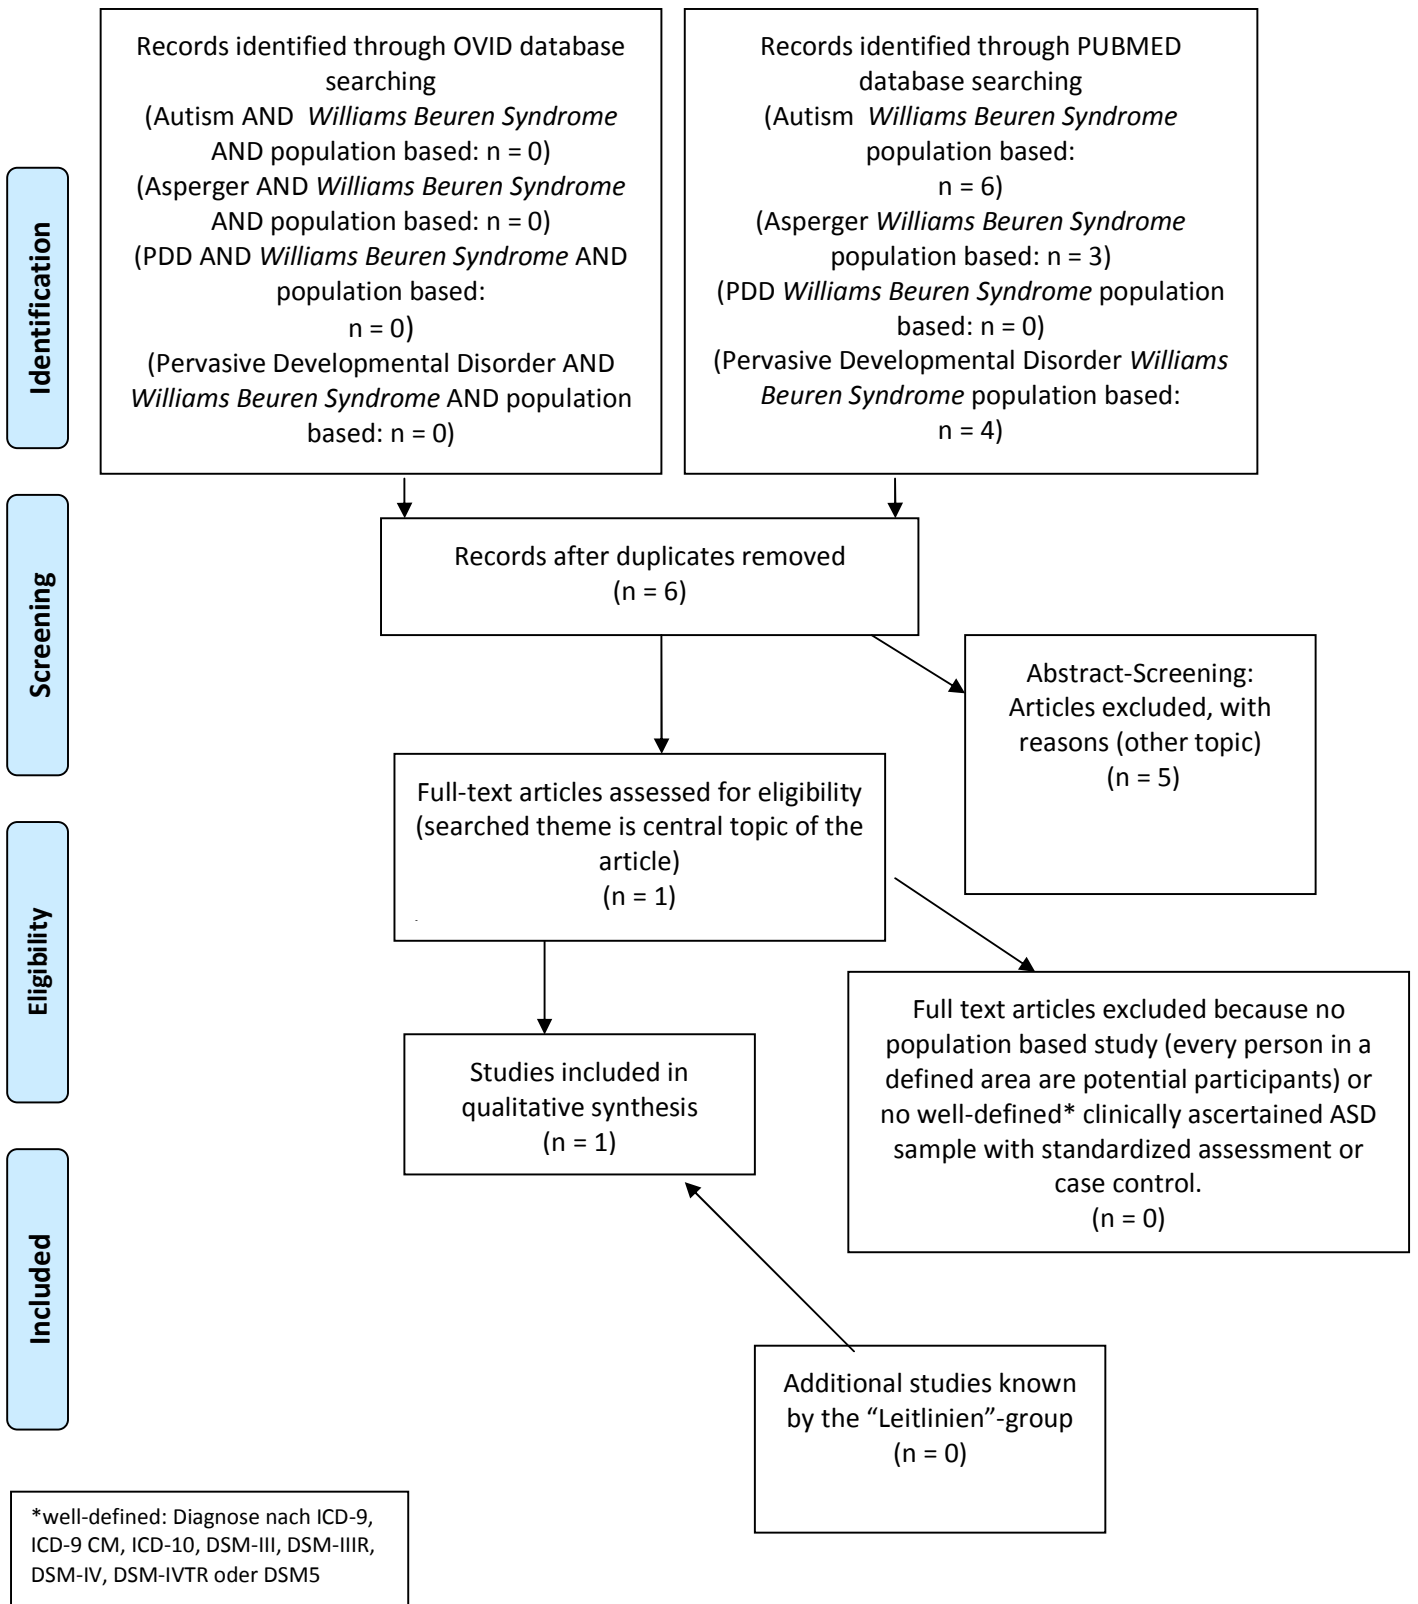 Records identified through OVID database
searching
(Autism AND Williams Beuren Syndrome
AND population based: n = 0)
(Asperger AND Williams Beuren Syndrome
AND population based: n = 0)
(PDD AND Williams Beuren Syndrome AND
population based:
n = 0)
(Pervasive Developmental Disorder AND
Williams Beuren Syndrome AND population
based: n = 0)
Records identified through PUBMED
database searching
(Autism Williams Beuren Syndrome
population based:
n = 6)
(Asperger Williams Beuren Syndrome
population based: n = 3)
(PDD Williams Beuren Syndrome population
based: n = 0)
(Pervasive Developmental Disorder Williams
Beuren Syndrome population based:
n = 4)
Identification
Screening
Eligibility
Included
Records after duplicates removed
(n = 6)
Abstract-Screening:
Articles excluded, with
reasons (other topic)
(n = 5)
Full-text articles assessed for eligibility
(searched theme is central topic of the
article)
(n = 1)
Full text articles excluded because no
population based study (every person in a
defined area are potential participants) or
no well-defined* clinically ascertained ASD
sample with standardized assessment or
case control.
(n = 0)
Studies included in
qualitative synthesis
(n = 1)
Additional studies known
by the “Leitlinien”-group
(n = 0)
*well-defined: Diagnose nach ICD-9,
ICD-9 CM, ICD-10, DSM-III, DSM-IIIR,
DSM-IV, DSM-IVTR oder DSM5